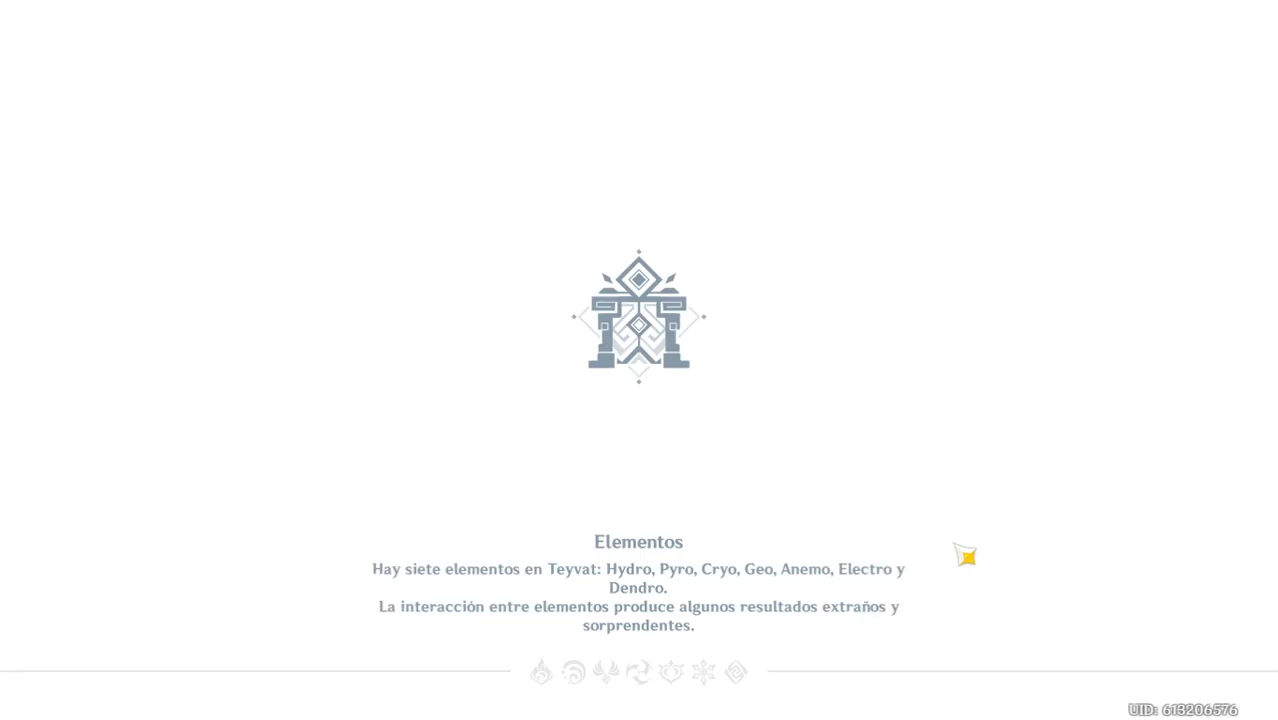 Elementos
Hay siete elementos en Teyvat: Hydro, Pyro, Cryo, Geo, Anemo, Electro y
Dendro.
La interacción entre elementos produce algunos resultados extraños y
sorprendentes.
UID: 613206576